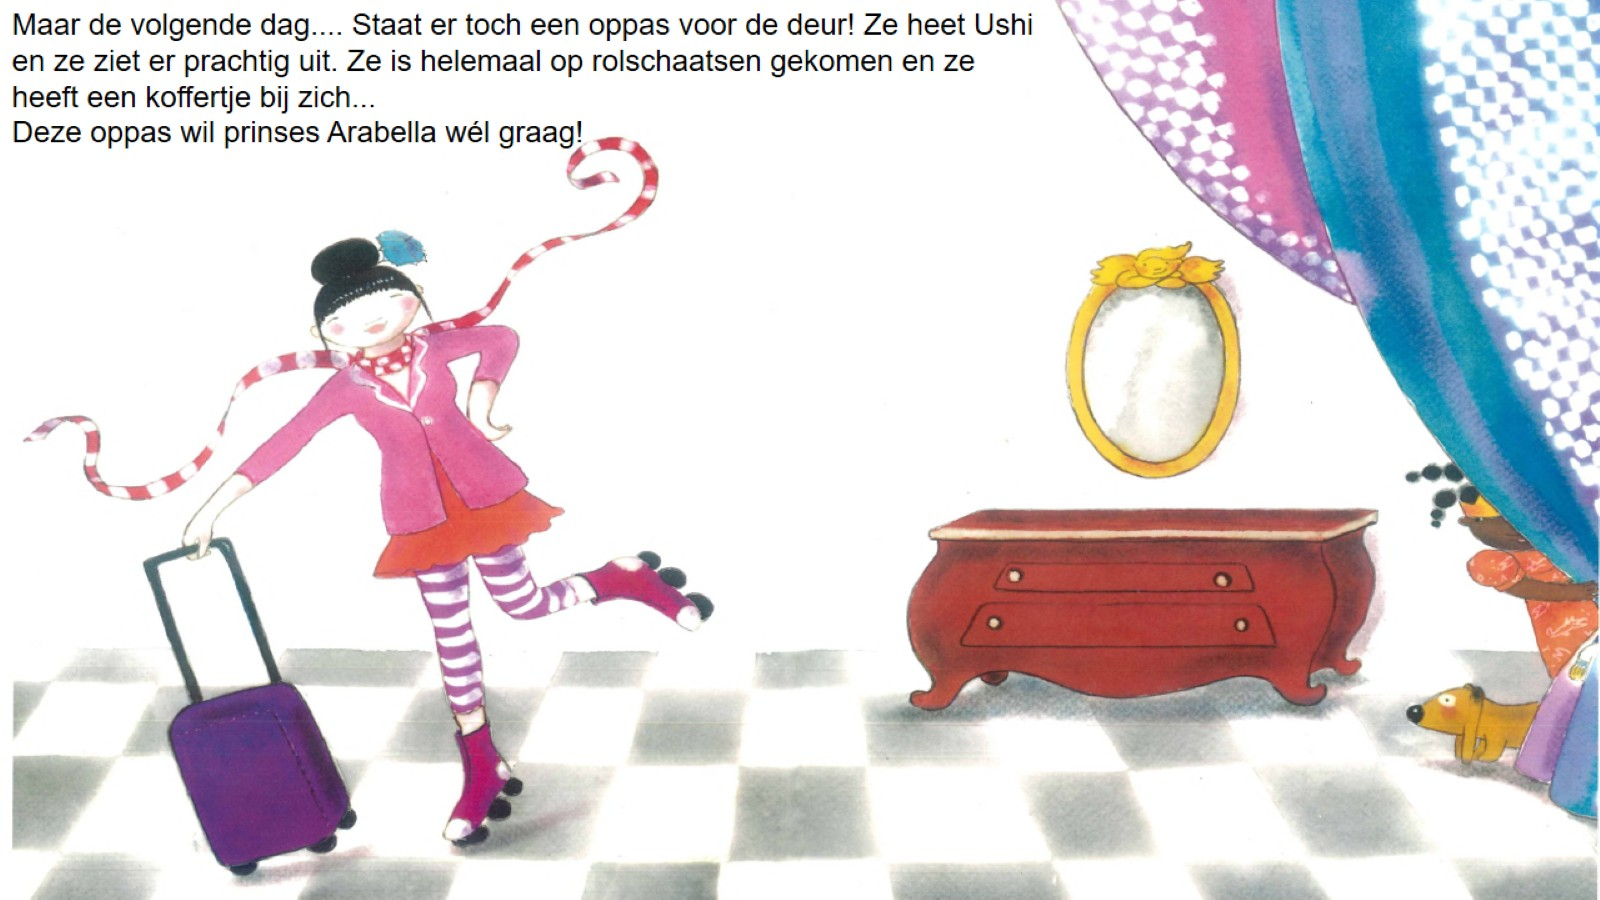 Maar de volgende dag.... Staat er toch een oppas voor de deur! Ze heet Ushi
en ze ziet er prachtig uit. Ze is helemaal op rolschaatsen gekomen en ze
heeft een koffertje bij zich...
Deze oppas wil prinses Arabella wél graag!